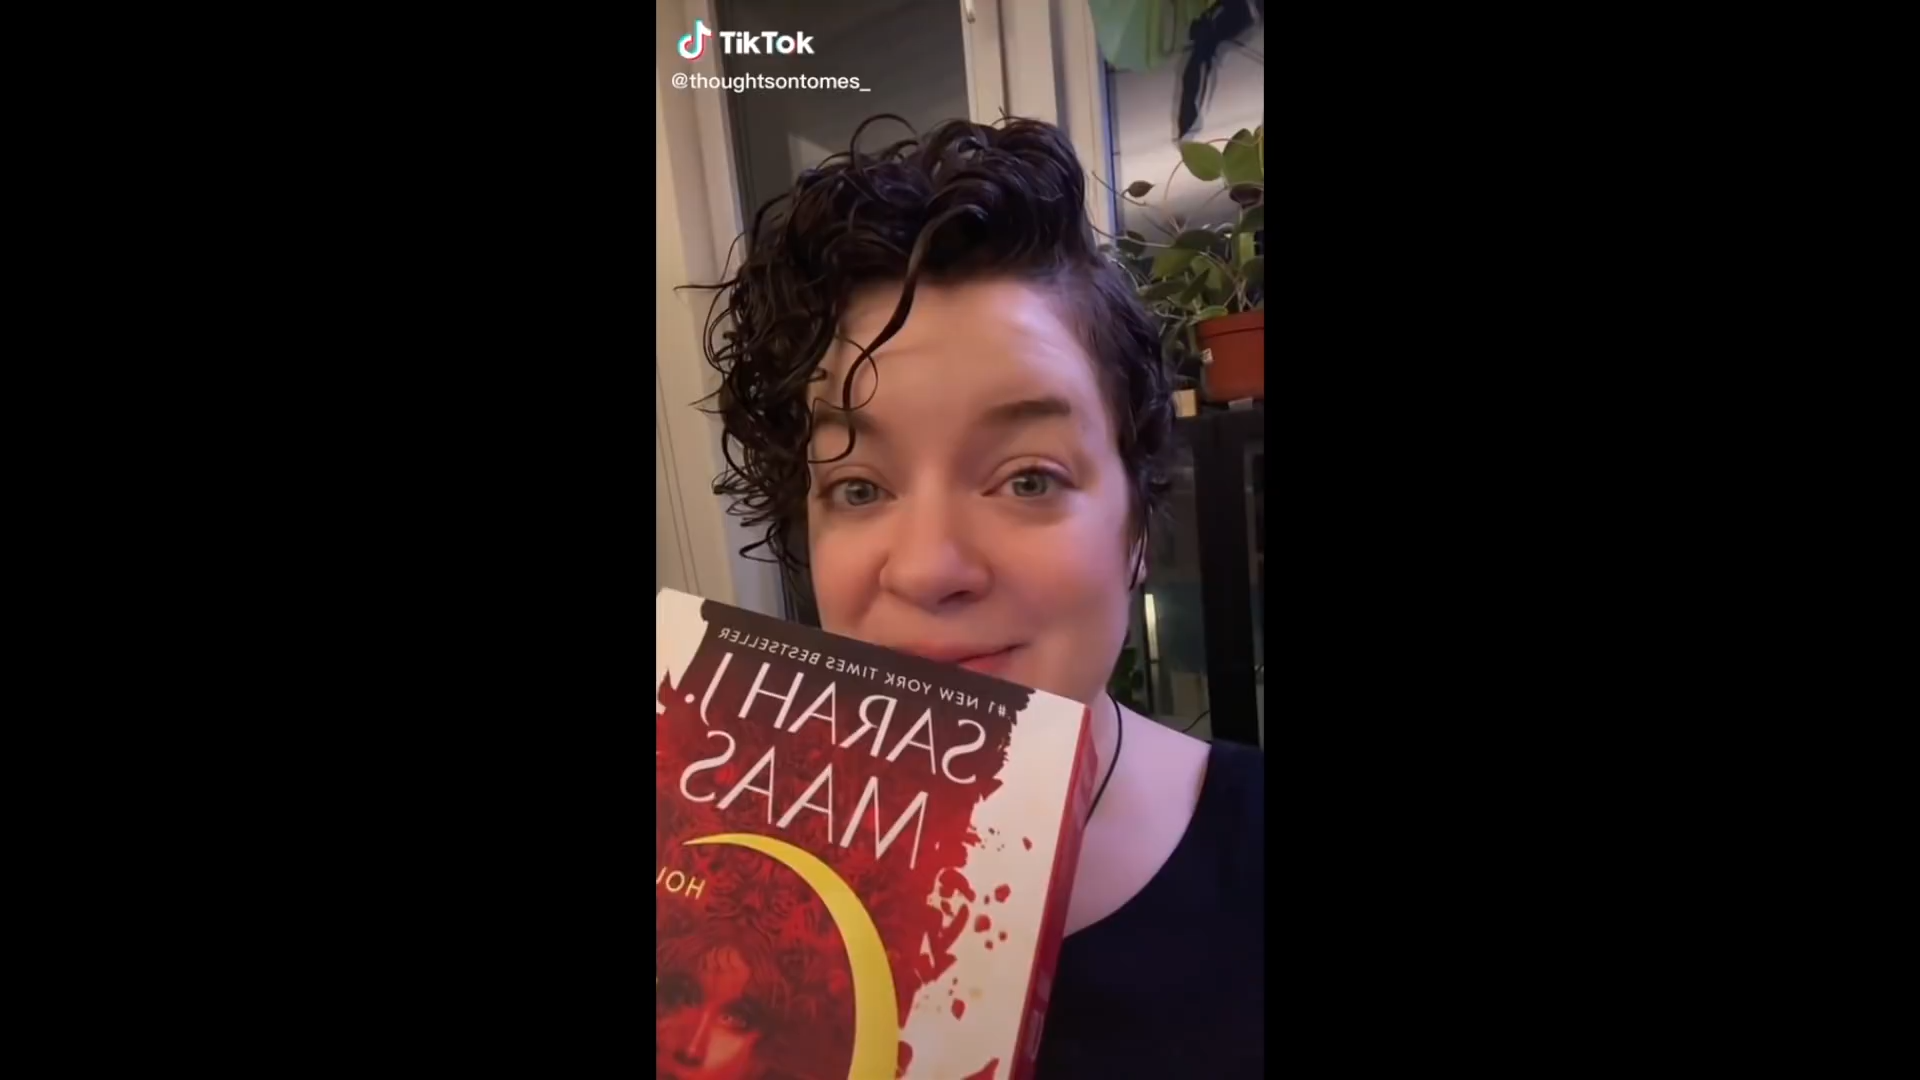 TikTok
@thoughtsontomes_
#1 NEW YORK TIMES BESTSELLER
SARAH J.
MAAS